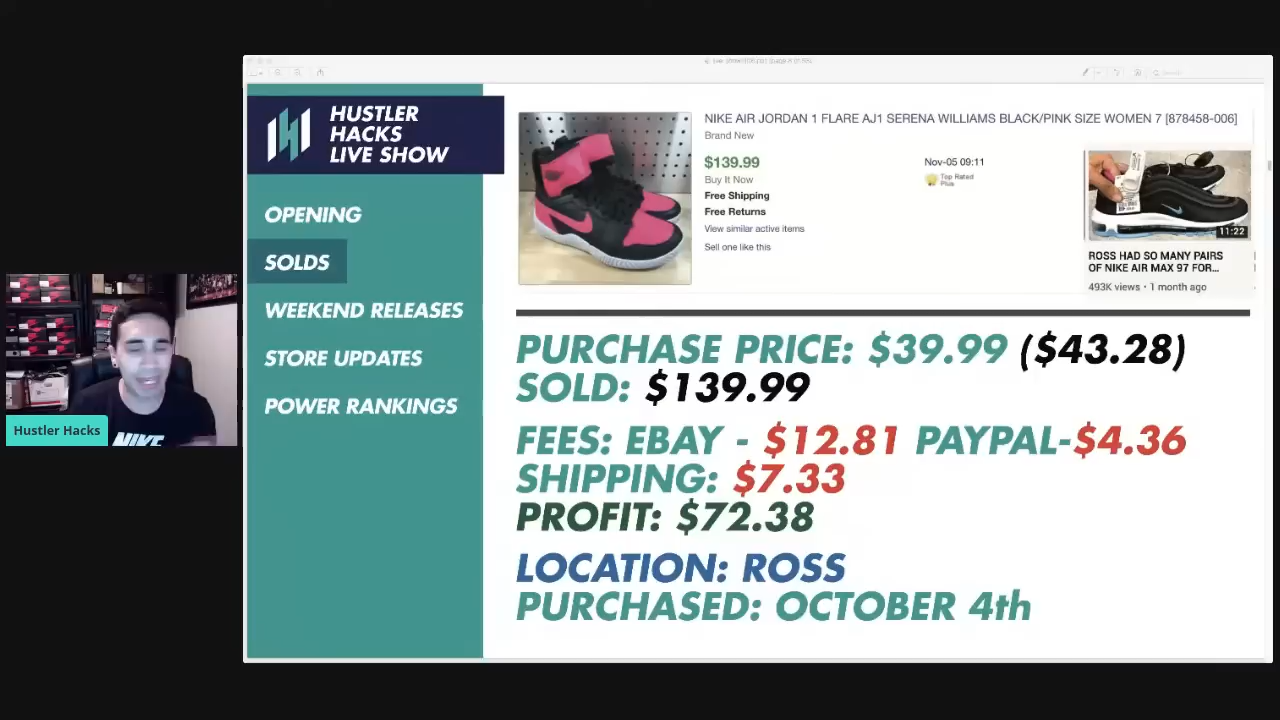 HUSTLER
HACKS
LIVE SHOW
OPENING
SOLDS
WEEKEND RELEASES
STORE UPDATES
POWER RANKINGS
Hustler Hacks
NIKE
NIKE AIR JORDAN 1 FLARE AJ1 SERENA WILLIAMS BLACK/PINK SIZE WOMEN 7 [878458-006]
Brand New
$139.99
Buy It Now
Free Shipping
Free Returns
View similar active items
Sell one like this
Nov-05 09:11
Top Rated
Plus
11:22
ROSS HAD SO MANY PAIRS
OF NIKE AIR MAX 97 FOR...
493K views • 1 month ago
PURCHASE PRICE: $39.99 ($43.28)
SOLD: $139.99
FEES: EBAY - $12.81 PAYPAL-$4.36
SHIPPING: $7.33
PROFIT: $72.38
LOCATION: ROSS
PURCHASED: OCTOBER 4th